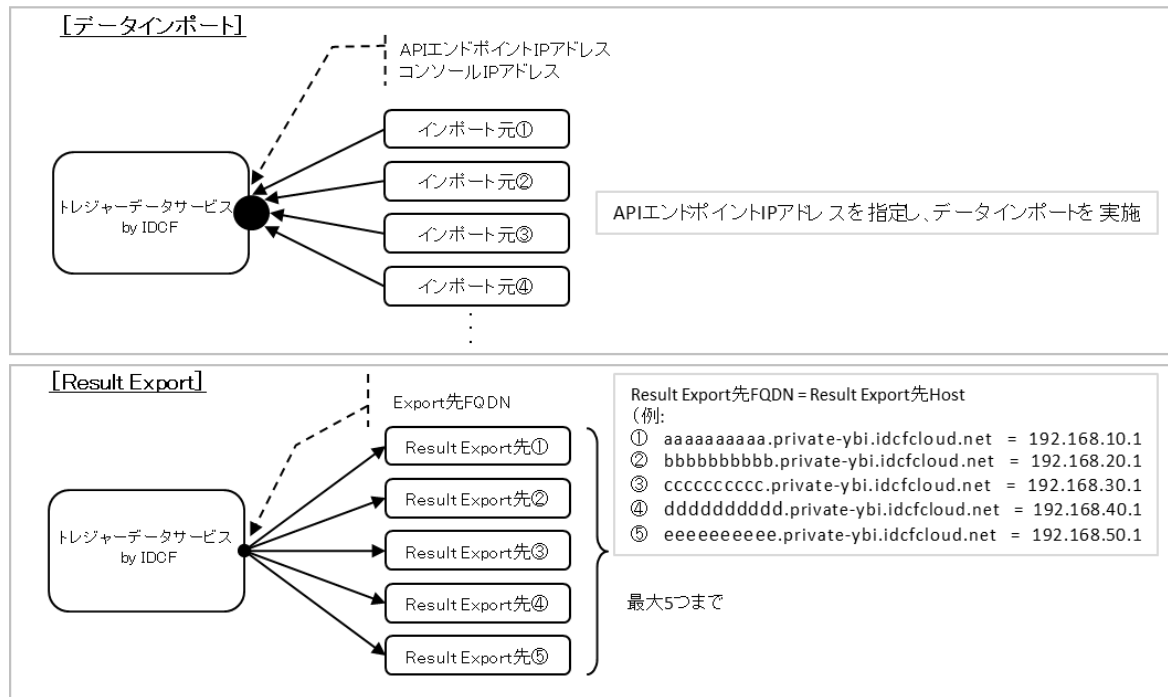 [データインポート]
APIエンドポイントIPアドレス
コンソールIPアドレス
インポート元①
インポート元②
インポート元③
インポート元④
トレジャーデータサービス
by IDCF
APIエンドポイントIPアドレスを指定し、データインポートを実施
[Result Export]
Export先FQDN
Result Export先①
Result Export先②
Result Export先③
Result Export先④
Result Export先⑤
トレジャーデータサービス
by IDCF
Result Export先FQDN = Result Export先Host
(例:
① aaaaaaaaaa.private-ybi.idcfcloud.net = 192.168.10.1
② bbbbbbbbbb.private-ybi.idcfcloud.net = 192.168.20.1
③ cccccccccc.private-ybi.idcfcloud.net = 192.168.30.1
④ dddddddddd.private-ybi.idcfcloud.net = 192.168.40.1
⑤ eeeeeeeeee.private-ybi.idcfcloud.net = 192.168.50.1
最大5つまで